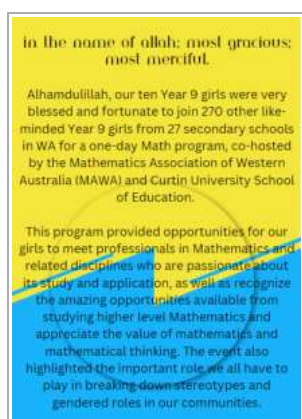 in the name of allah; most gracious;
most merciful.
Alhamdulillah, our ten Year 9 girls were very
blessed and fortunate to join 270 other like-
minded Year 9 girls from 27 secondary schools
in WA for a one-day Math program, co-hosted
by the Mathematics Association of Western
Australia (MAWA) and Curtin University School
of Education.
This program provided opportunities for our
girls to meet professionals in Mathematics and
related disciplines who are passionate about
its study and application, as well as recognize
the amazing opportunities available from
studying higher level Mathematics and
appreciate the value of mathematics and
mathematical thinking. The event also
highlighted the important role we all have to
play in breaking down stereotypes and
gendered roles in our communities.